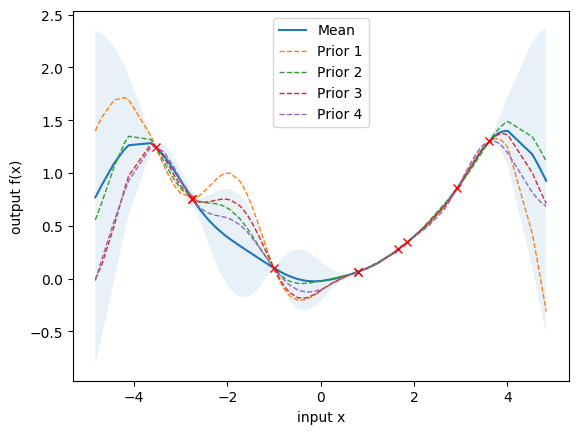 2.5
2.0
1.5
1.0
0.5
0.0
−0.5
output f(x)
Mean
Prior 1
Prior 2
Prior 3
Prior 4
−4
−2
0
2
4
input x